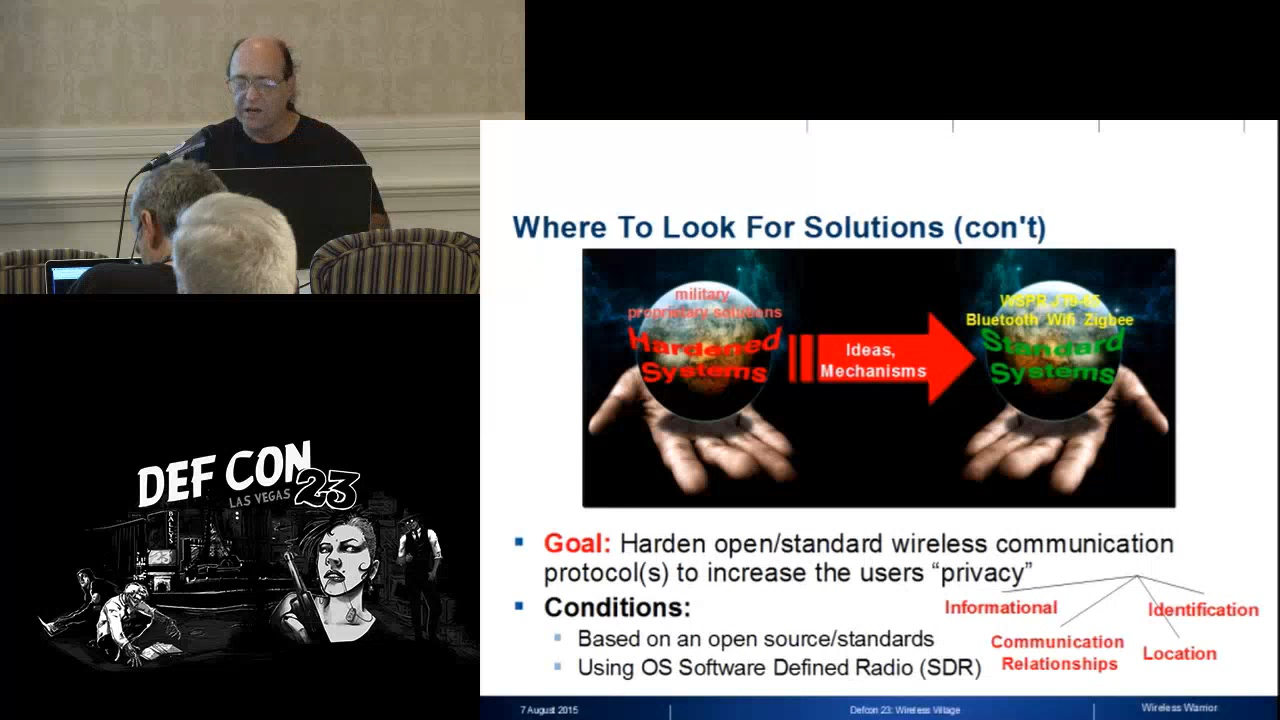 Where To Look For Solutions (con't)
military
proprietary solutions
Hardened
Systems
Ideas,
Mechanisms
WSPR JT9-65
Bluetooth Wifi Zigbee
Standard
Systems
Goal: Harden open/standard wireless communication
protocol(s) to increase the users “privacy”
Informational
Identification
Communication
Relationships
Location
Conditions:
Based on an open source/standards
Using OS Software Defined Radio (SDR)
7 August 2015
Defcon 23: Wireless Village
Wireless Warrior
DEF CON
LAS VEGAS 23
BALLY'S